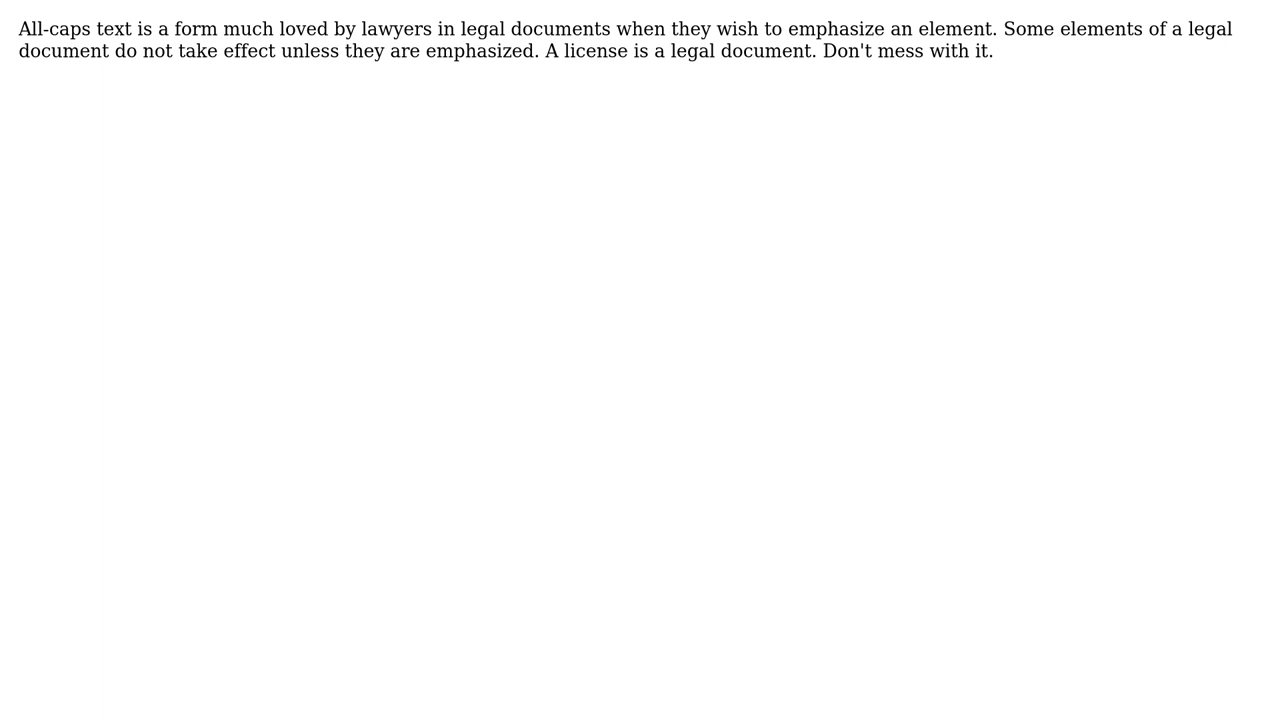 All-caps text is a form much loved by lawyers in legal documents when they wish to emphasize an element. Some elements of a legal
document do not take effect unless they are emphasized. A license is a legal document. Don't mess with it.